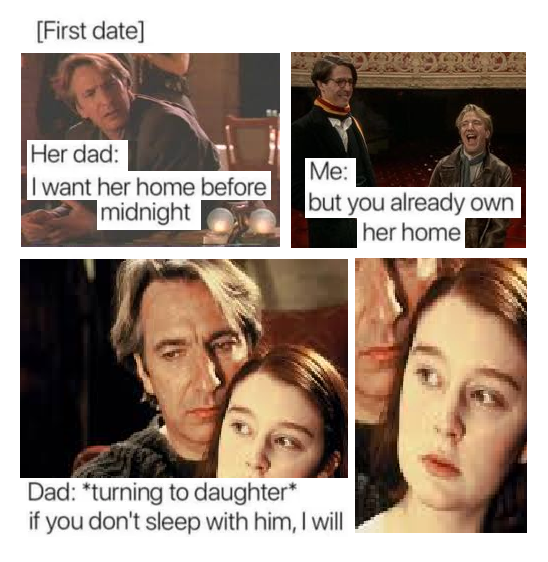 [First date]
Her dad:
I want her home before
midnight
Me:
but you already own
her home
Dad: *turning to daughter*
if you don't sleep with him, I will